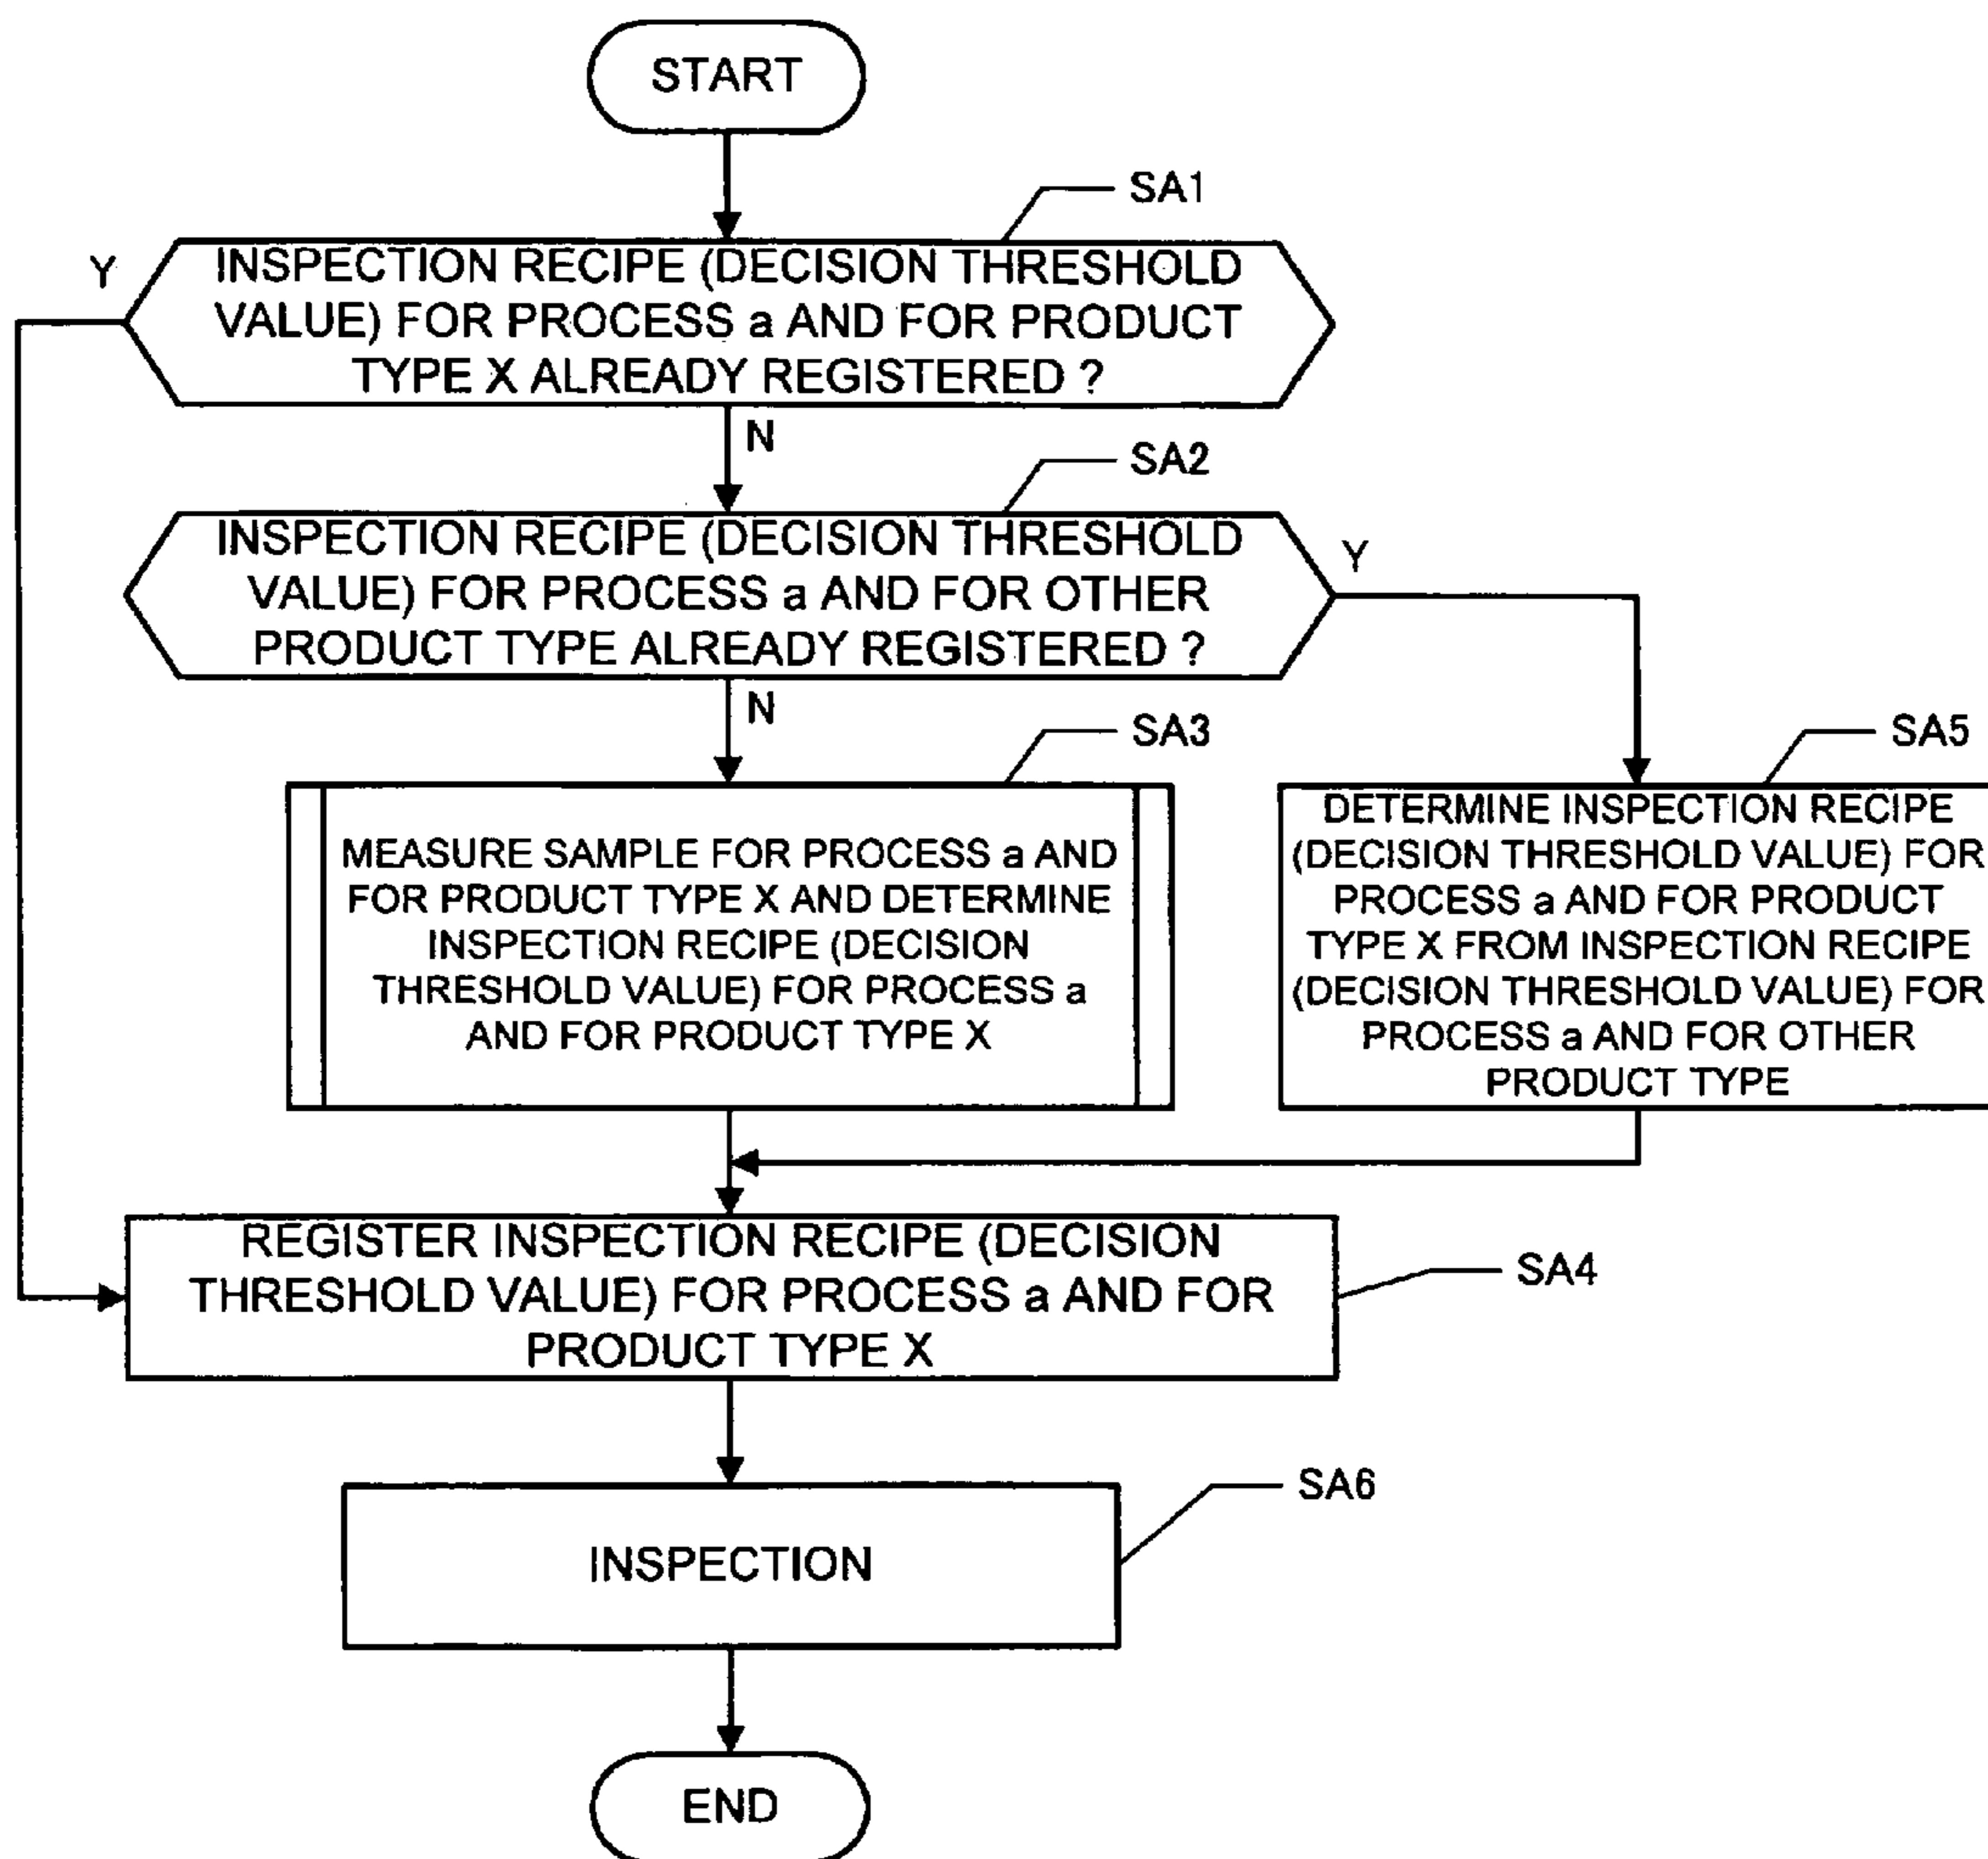 START
SA1
Y
INSPECTION RECIPE (DECISION THRESHOLD
VALUE) FOR PROCESS a AND FOR PRODUCT
TYPE X ALREADY REGISTERED ?
N
SA2
INSPECTION RECIPE (DECISION THRESHOLD
VALUE) FOR PROCESS a AND FOR OTHER
PRODUCT TYPE ALREADY REGISTERED ?
Y
N
SA3
MEASURE SAMPLE FOR PROCESS a AND
FOR PRODUCT TYPE X AND DETERMINE
INSPECTION RECIPE (DECISION
THRESHOLD VALUE) FOR PROCESS a
AND FOR PRODUCT TYPE X
SA5
DETERMINE INSPECTION RECIPE
(DECISION THRESHOLD VALUE) FOR
PROCESS a AND FOR PRODUCT
TYPE X FROM INSPECTION RECIPE
(DECISION THRESHOLD VALUE) FOR
PROCESS a AND FOR OTHER
PRODUCT TYPE
REGISTER INSPECTION RECIPE (DECISION
THRESHOLD VALUE) FOR PROCESS a AND FOR
PRODUCT TYPE X
SA4
SA6
INSPECTION
END